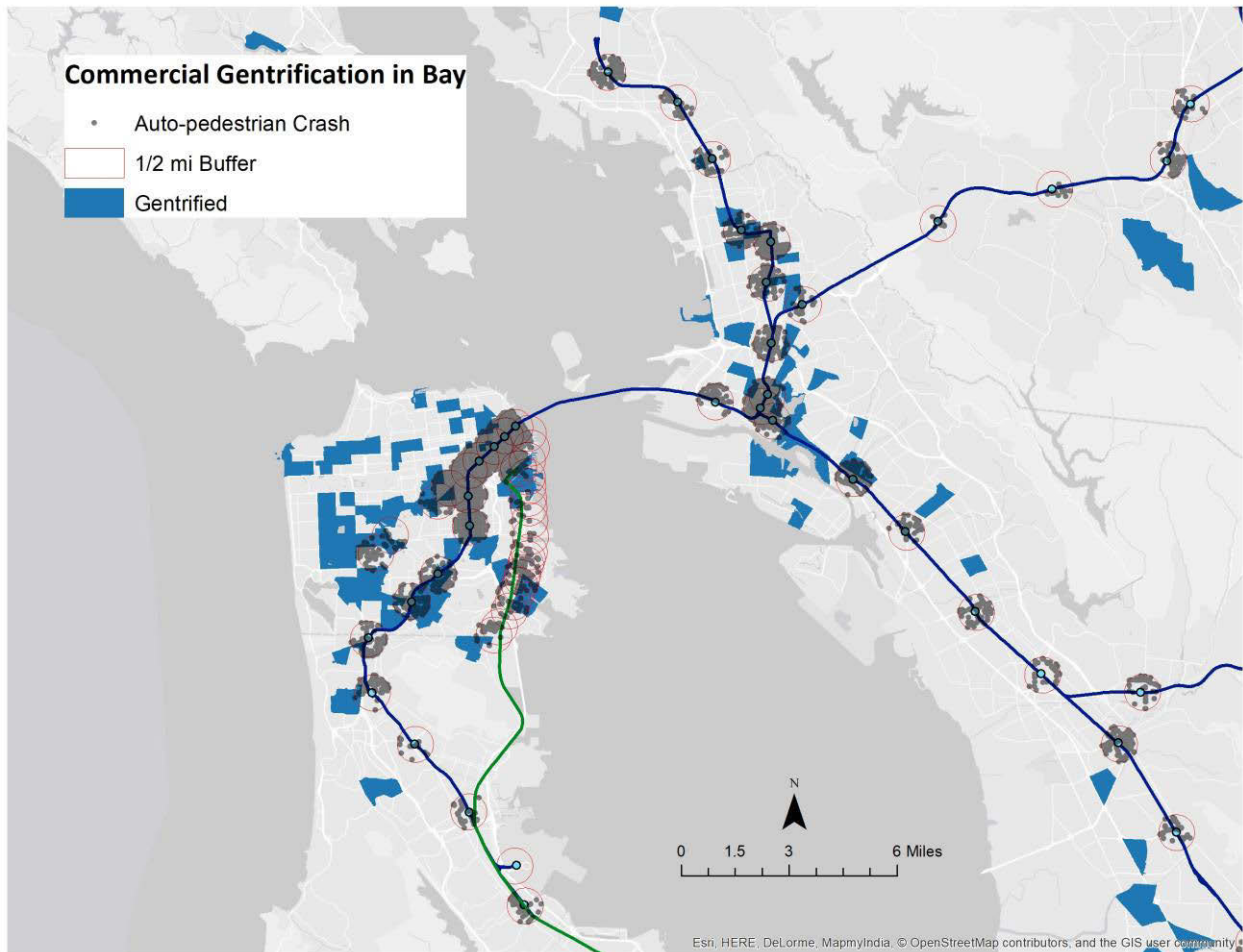 Commercial Gentrification in Bay
Auto-pedestrian Crash
1/2 mi Buffer
Gentrified
N
0 1.5 3 6 Miles
Esri, HERE, DeLorme, MapmyIndia, © OpenStreetMap contributors, and the GIS user community